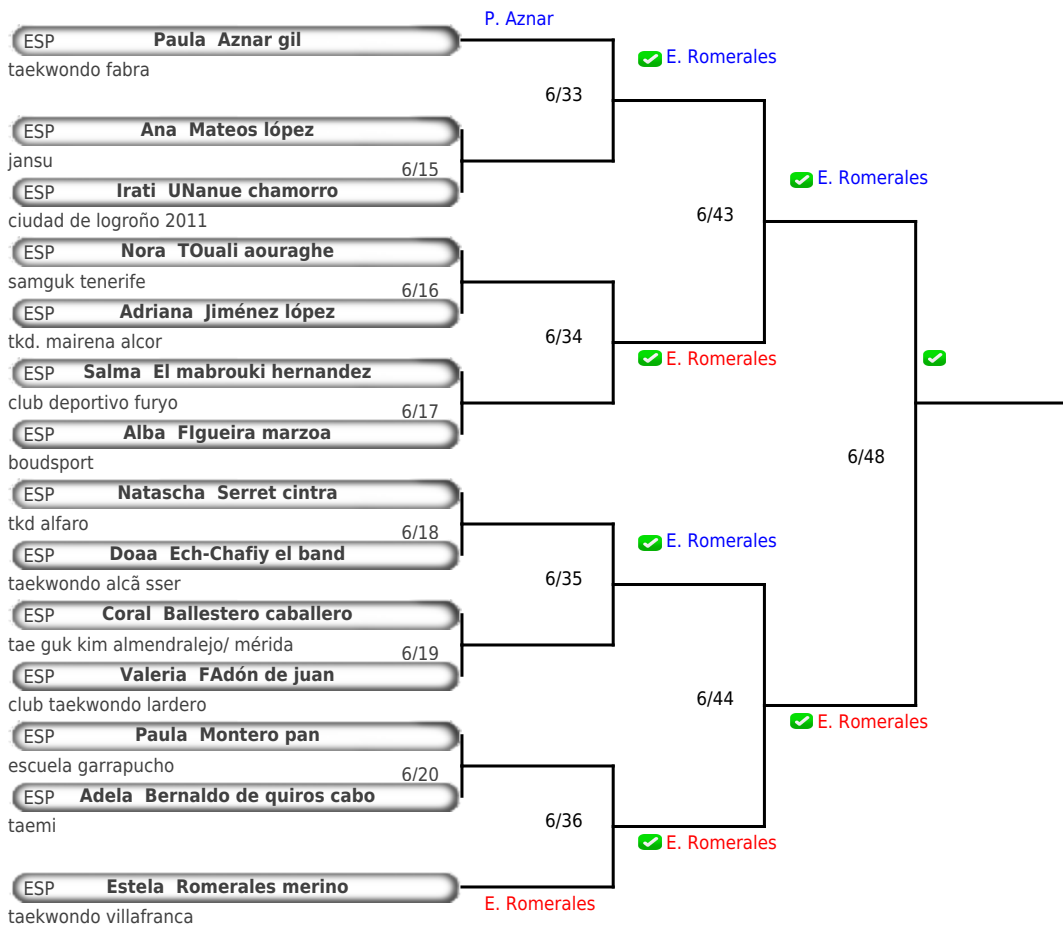 P. Aznar
ESP Paula Aznar gil
taekwondo fabra
E. Romerales
6/33
ESP Ana Mateos lópez
jansu
6/15
ESP Irati UNanue chamorro
E. Romerales
ciudad de logroño 2011
6/43
ESP Nora TOuali aouraghe
samguk tenerife
6/16
ESP Adriana Jiménez lópez
tkd. mairena alcor
6/34
E. Romerales
ESP Salma El mabrouki hernandez
club deportivo furyo
6/17
ESP Alba FIgueira marzoa
boudsport
6/48
ESP Natascha Serret cintra
tkd alfaro
6/18
E. Romerales
ESP Doaa Ech-Chafiy el band
taekwondo alcã sser
6/35
ESP Coral Ballestero caballero
tae guk kim almendralejo/ mérida
6/19
ESP Valeria FAdón de juan
club taekwondo lardero
6/44
E. Romerales
ESP Paula Montero pan
escuela garrapucho
6/20
ESP Adela Bernaldo de quiros cabo
taemi
6/36
E. Romerales
ESP Estela Romerales merino
E. Romerales
taekwondo villafranca